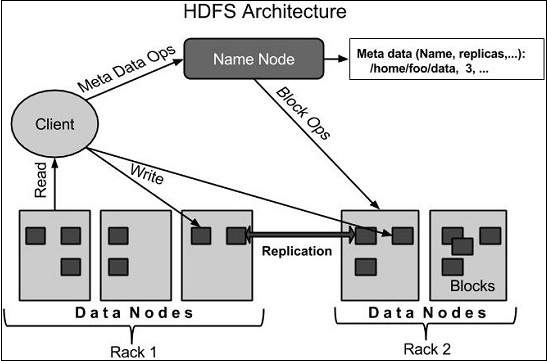 HDFS Architecture
Meta Data Ops
Name Node
Meta data (Name, replicas,...):
/home/foo/data, 3, ...
Client
Block Ops
Read
Write
Replication
Blocks
Data Nodes
Data Nodes
Rack 1
Rack 2